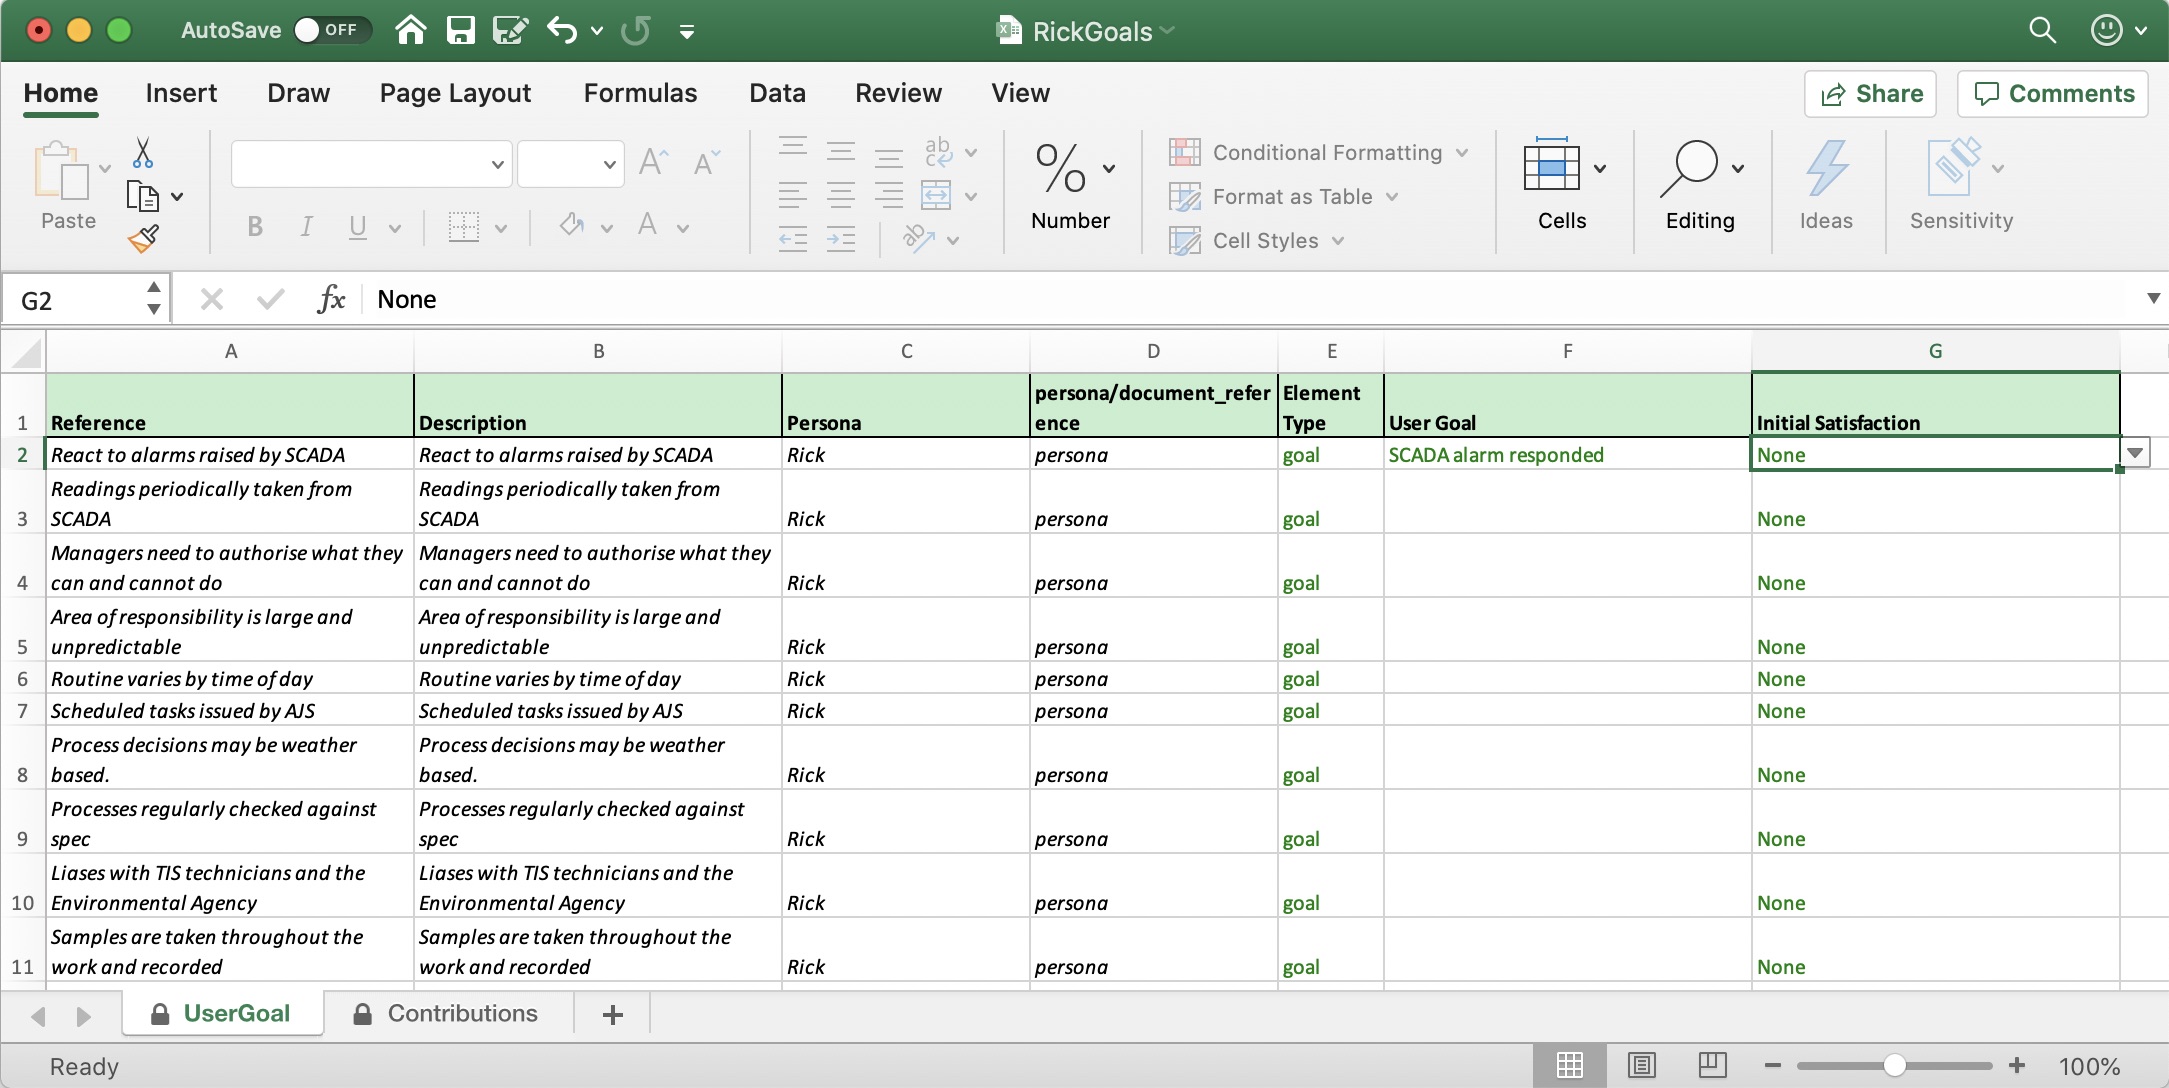 AutoSave OFF RickGoals
Home Insert Draw Page Layout Formulas Data Review View Share Comments
Paste
B I U A A A
ab
c
%
Number
Conditional Formatting
Format as Table
Cell Styles
Cells
Editing
Ideas
Sensitivity
G2 fx None
A B C D E F G
1 Reference Description Persona persona/document_refer
ence Element
Type User Goal Initial Satisfaction
2 React to alarms raised by SCADA React to alarms raised by SCADA Rick persona goal SCADA alarm responded None
Readings periodically taken from Readings periodically taken from
3 SCADA SCADA Rick persona goal None
Managers need to authorise what they Managers need to authorise what they
4 can and cannot do can and cannot do Rick persona goal None
Area of responsibility is large and Area of responsibility is large and
5 unpredictable unpredictable Rick persona goal None
6 Routine varies by time of day Routine varies by time of day Rick persona goal None
7 Scheduled tasks issued by AJS Scheduled tasks issued by AJS Rick persona goal None
Process decisions may be weather Process decisions may be weather
8 based. based. Rick persona goal None
Processes regularly checked against Processes regularly checked against
9 spec spec Rick persona goal None
Liases with TIS technicians and the Liases with TIS technicians and the
10 Environmental Agency Environmental Agency Rick persona goal None
Samples are taken throughout the Samples are taken throughout the
11 work and recorded work and recorded Rick persona goal None
UserGoal Contributions +
Ready 100%